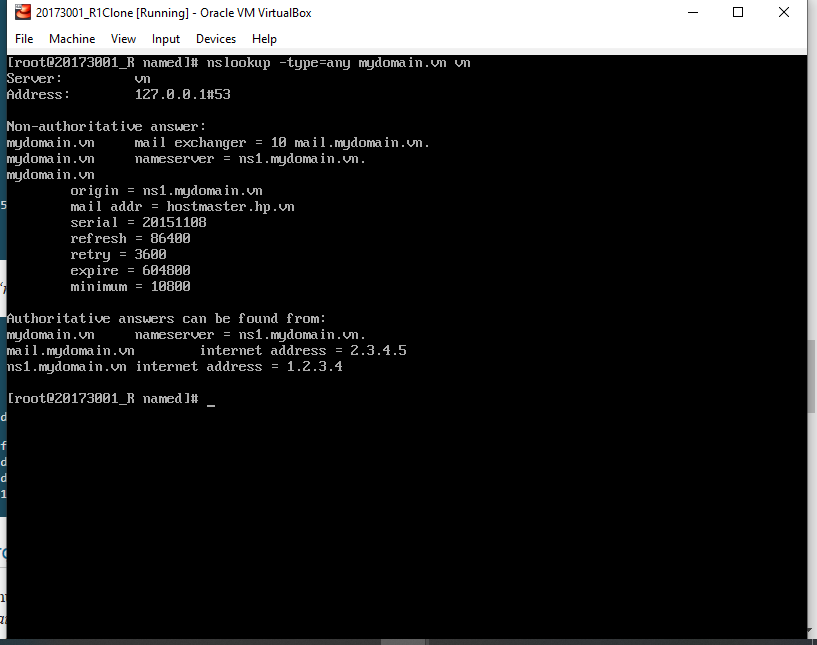 20173001_R1Clone [Running] - Oracle VM VirtualBox
File Machine View Input Devices Help
[root@20173001_R named]# nslookup -type=any mydomain.vn vn
Server: vn
Address: 127.0.0.1#53
Non-authoritative answer:
mydomain.vn mail exchanger = 10 mail.mydomain.vn.
mydomain.vn nameserver = ns1.mydomain.vn.
mydomain.vn
origin = ns1.mydomain.vn
mail addr = hostmaster.hp.vn
serial = 20151108
refresh = 86400
retry = 3600
expire = 604800
minimum = 10800
Authoritative answers can be found from:
mydomain.vn nameserver = ns1.mydomain.vn.
mail.mydomain.vn internet address = 2.3.4.5
ns1.mydomain.vn internet address = 1.2.3.4
[root@20173001_R named]# _